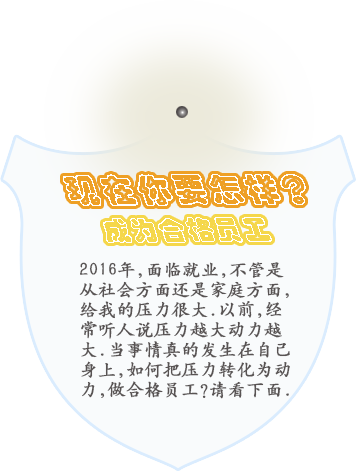 现在你要怎样?
成为合格员工
2016年,面临就业,不管是
从社会方面还是家庭方面,
给我的压力很大.以前,经
常听人说压力越大动力越
大.当事情真的发生在自己
身上,如何把压力转化为动
力,做合格员工?请看下面.